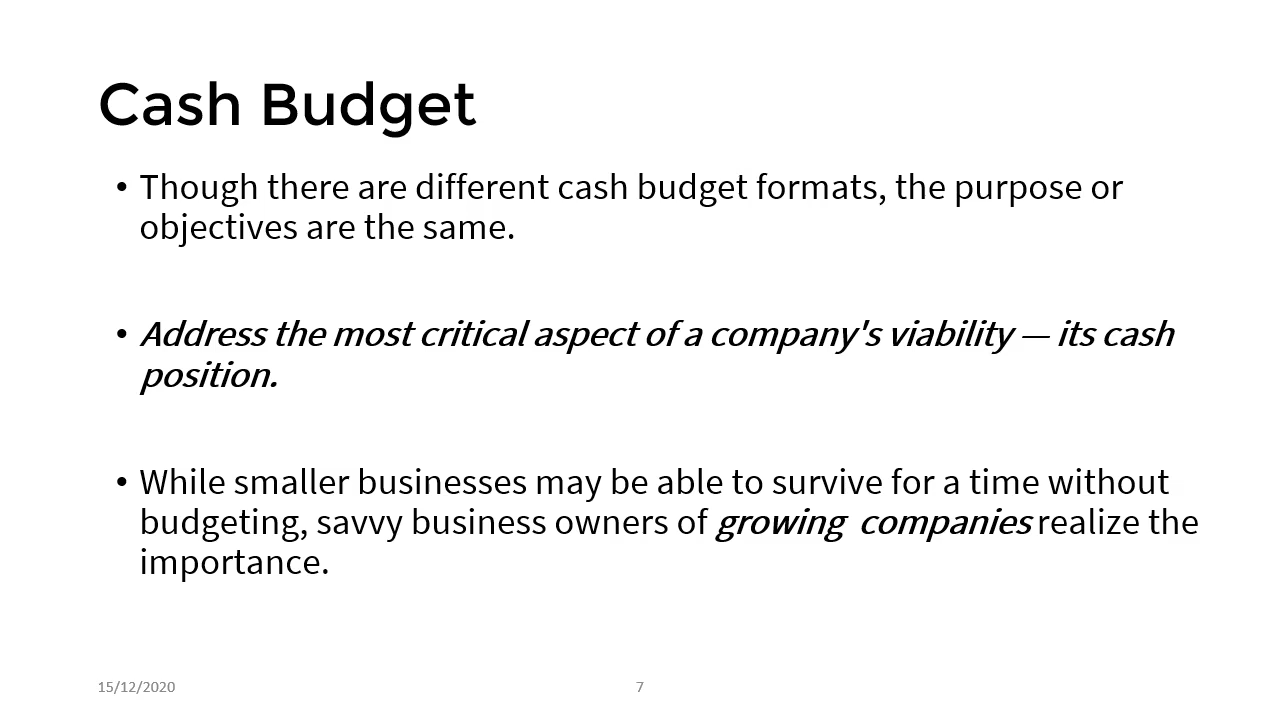 Cash Budget
• Though there are different cash budget formats, the purpose or
objectives are the same.
• Address the most critical aspect of a company's viability — its cash
position.
• While smaller businesses may be able to survive for a time without
budgeting, savvy business owners of growing  companies realize the
importance.
15/12/2020
7